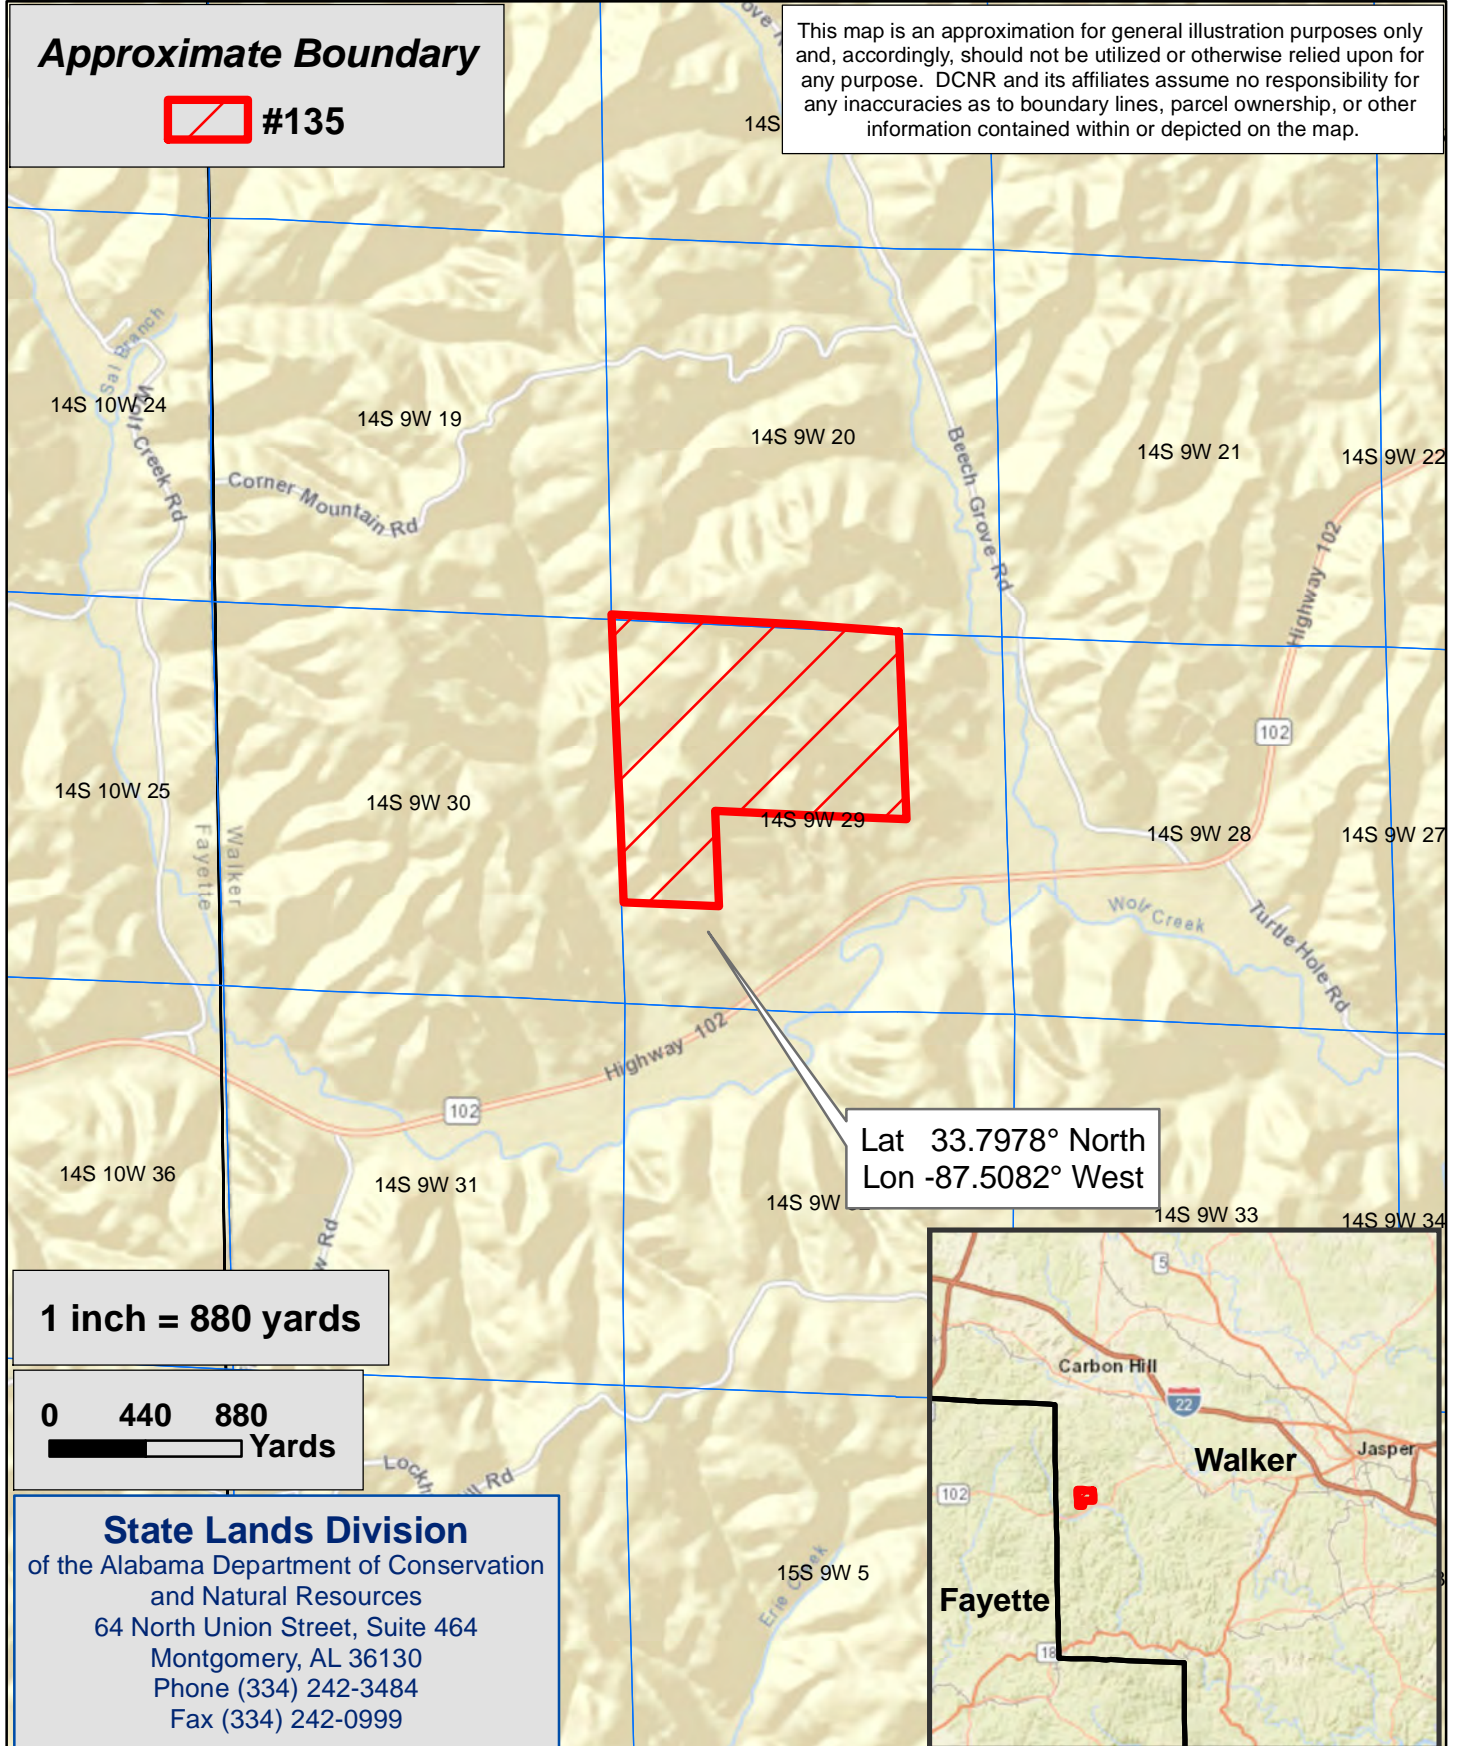 Approximate Boundary
#135
This map is an approximation for general illustration purposes only
and, accordingly, should not be utilized or otherwise relied upon for
any purpose. DCNR and its affiliates assume no responsibility for
any inaccuracies as to boundary lines, parcel ownership, or other
information contained within or depicted on the map.
14S
Sal Branch
14S 10W 24
Wolf Creek Rd
14S 9W 19
14S 9W 20
14S 9W 21
14S 9W 22
Corner Mountain Rd
Beech Grove Rd
Highway 102
102
14S 10W 25
14S 9W 30
14S 9W 29
14S 9W 28
14S 9W 27
Fayette
Walker
Wolf Creek
Turtle Hole Rd
Highway 102
102
Lat 33.7978° North
Lon -87.5082° West
14S 10W 36
14S 9W 31
14S 9W
14S 9W 33
14S 9W 34
Rd
1 inch = 880 yards
0 440 880
Yards
Rd
State Lands Division
of the Alabama Department of Conservation
and Natural Resources
64 North Union Street, Suite 464
Montgomery, AL 36130
Phone (334) 242-3484
Fax (334) 242-0999
15S 9W 5
Erie Creek
5
Carbon Hill
22
Walker
Jasper
102
Fayette
18